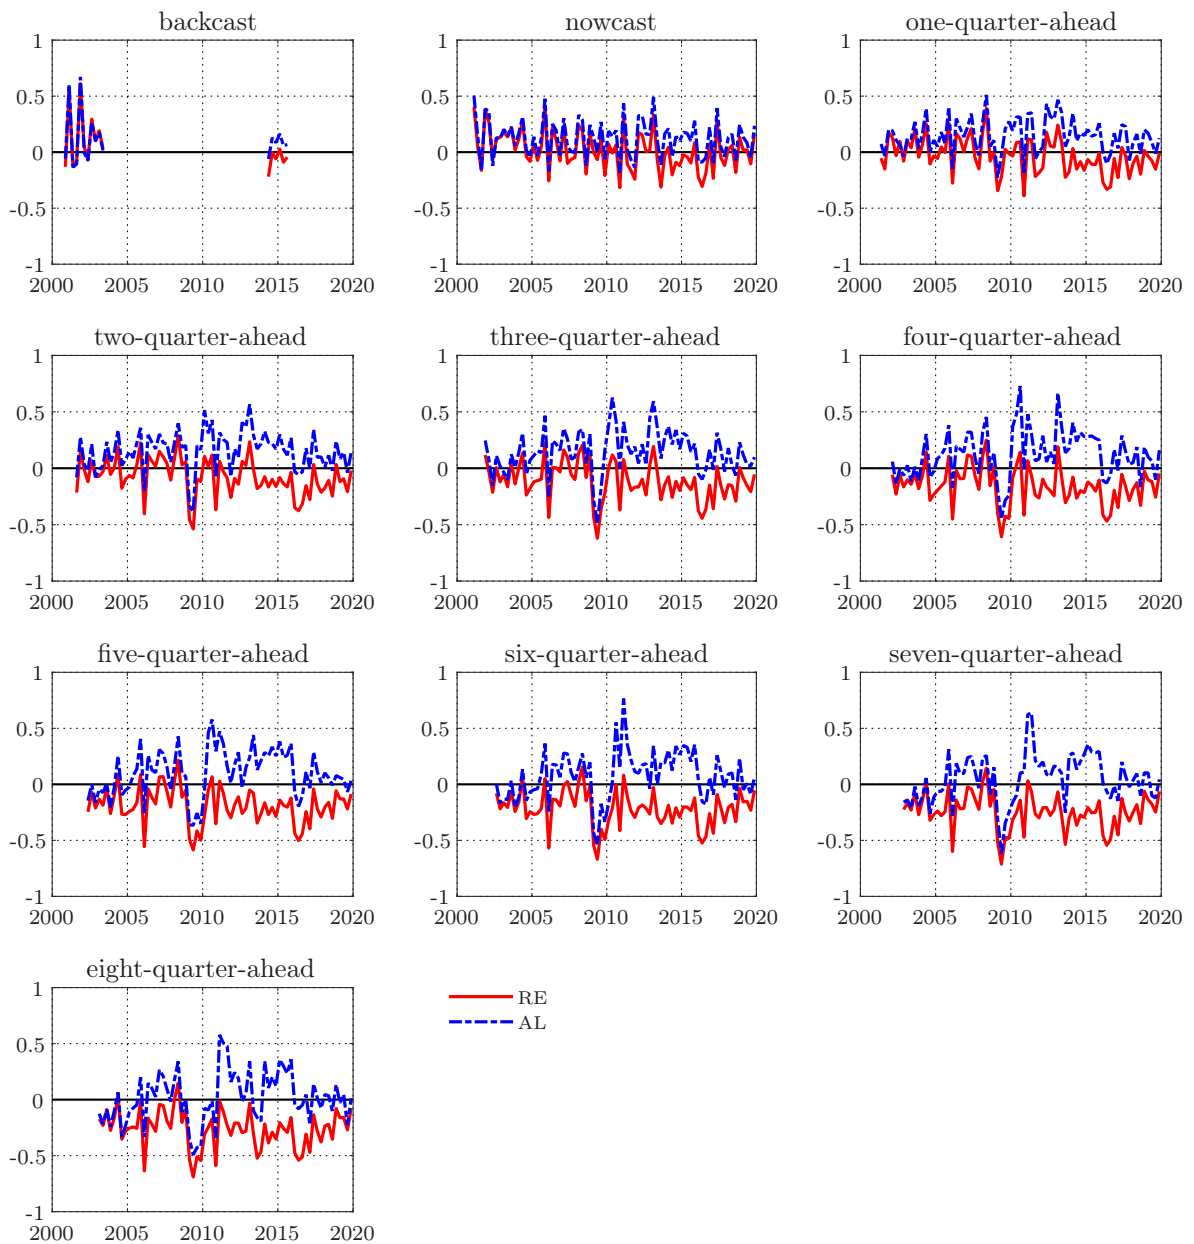 backcast
nowcast
one-quarter-ahead
1
0.5
0
-0.5
-1
2000 2005 2010 2015 2020
1
0.5
0
-0.5
-1
2000 2005 2010 2015 2020
1
0.5
0
-0.5
-1
2000 2005 2010 2015 2020
two-quarter-ahead
three-quarter-ahead
four-quarter-ahead
1
0.5
0
-0.5
-1
2000 2005 2010 2015 2020
1
0.5
0
-0.5
-1
2000 2005 2010 2015 2020
1
0.5
0
-0.5
-1
2000 2005 2010 2015 2020
five-quarter-ahead
six-quarter-ahead
seven-quarter-ahead
1
0.5
0
-0.5
-1
2000 2005 2010 2015 2020
1
0.5
0
-0.5
-1
2000 2005 2010 2015 2020
1
0.5
0
-0.5
-1
2000 2005 2010 2015 2020
eight-quarter-ahead
1
0.5
0
-0.5
-1
2000 2005 2010 2015 2020
RE
AL